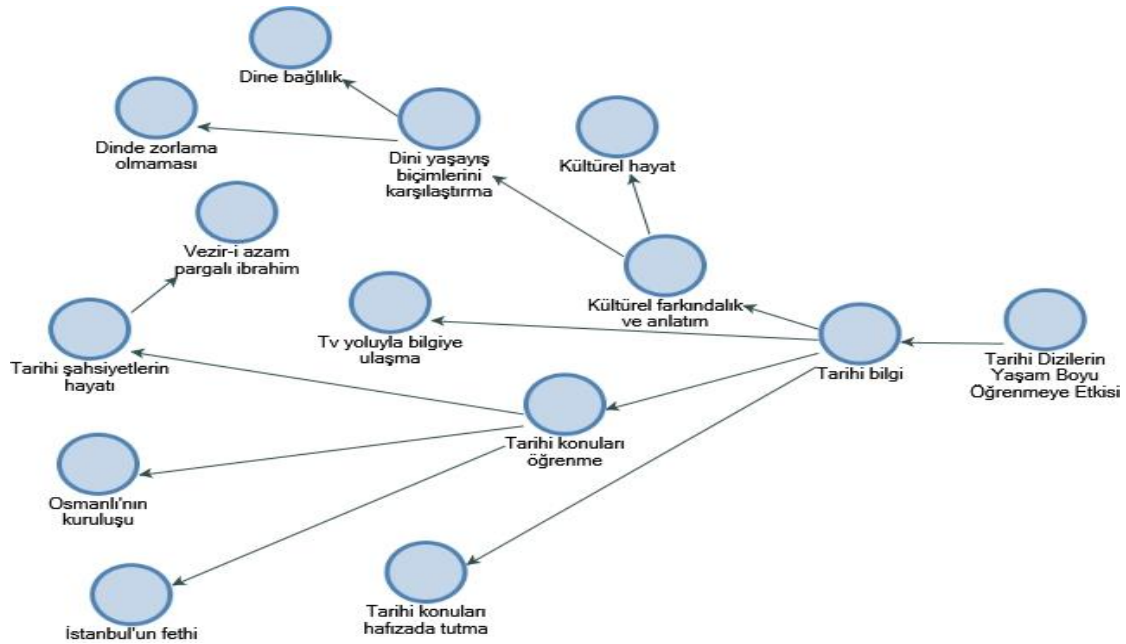 Dine bağlılık
Dinde zorlama
olmaması
Dini yaşayış
biçimlerini
karşılaştırma
Kültürel hayat
Vezir-i azam
pargalı ibrahim
Kültürel farkındalık
ve anlatım
Tv yoluyla bilgiye
ulaşma
Tarihi şahsiyetlerin
hayatı
Tarihi bilgi
Tarihi Dizilerin
Yaşam Boyu
Öğrenmeye Etkisi
Tarihi konuları
öğrenme
Osmanlı'nın
kuruluşu
İstanbul'un fethi
Tarihi konuları
hafızada tutma